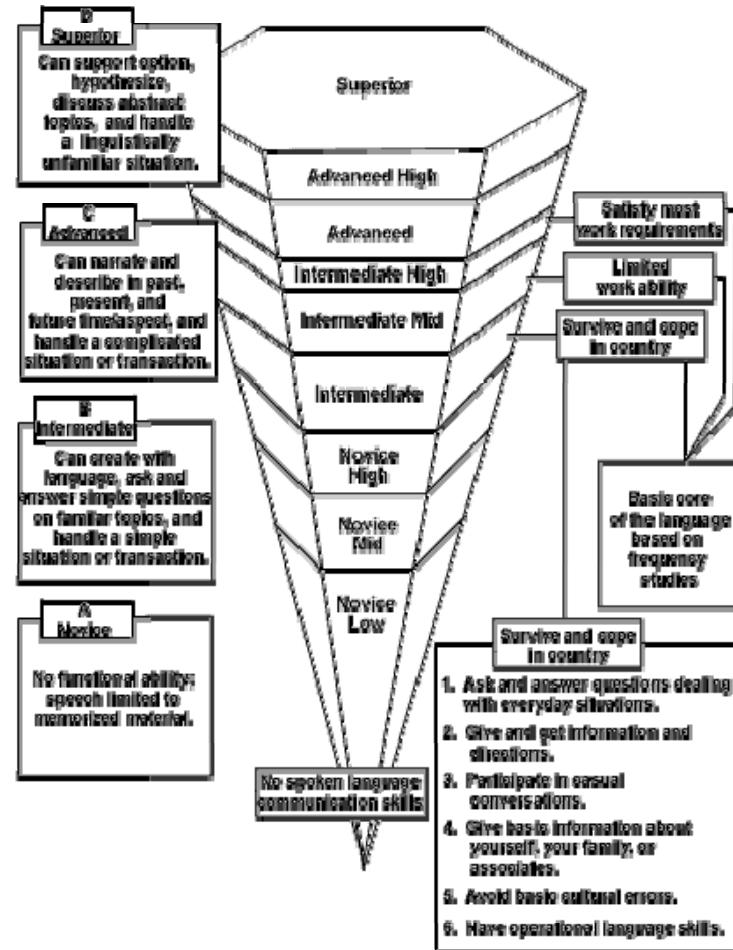 D
Superior
Can support option,
hypothesize,
discuss abstract
topics, and handle
a linguistically
unfamiliar situation.
C
Advanced
Can narrate and
describe in past,
present, and
future time/aspect, and
handle a complicated
situation or transaction.
B
Intermediate
Can create with
language, ask and
answer simple questions
on familar topics, and
handle a simple
situation or transaction.
A
Novice
No functional ability;
speech limited to
memorized material.
Superior
Advanced High
Advanced
Intermediate High
Intermediate Mid
Intermediate
Novice
High
Novice
Mid
Novice
Low
No spoken language
communication skills
Satisfy most
work requirements
Limited
work ability
Survive and cope
in country
Basic core
of the language
based on
frequency
studies
Survive and cope
in country
1. Ask and answer questions dealing
with everyday situations.
2. Give and get information and
directions.
3. Participate in casual
conversations.
4. Give basic information about
yourself, your family, or
associates.
5. Avoid basic cultural errors.
6. Have operational language skills.